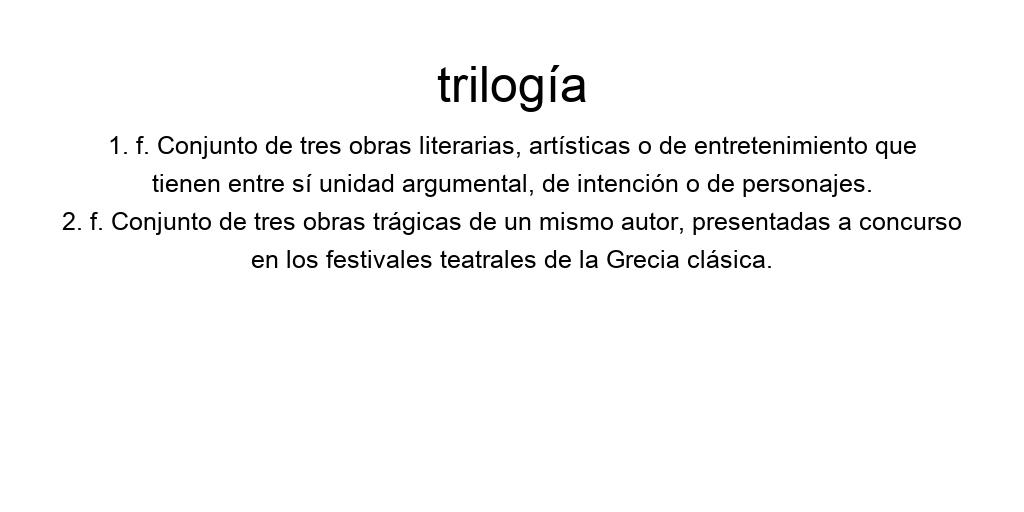 trilogía
1. f. Conjunto de tres obras literarias, artísticas o de entretenimiento que
tienen entre sí unidad argumental, de intención o de personajes.
2. f. Conjunto de tres obras trágicas de un mismo autor, presentadas a concurso
en los festivales teatrales de la Grecia clásica.